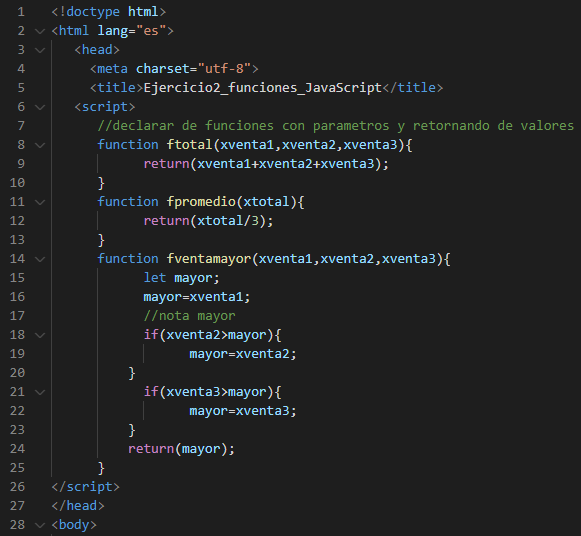 1 <!doctype html>
2 <html lang="es">
3 <head>
4 <meta charset="utf-8">
5 <title>Ejercicio2_funciones_JavaScript</title>
6 <script>
7 //declarar de funciones con parametros y retornando de valores
8 function ftotal(xventa1,xventa2,xventa3){
9 return(xventa1+xventa2+xventa3);
10 }
11 function fpromedio(xtotal){
12 return(xtotal/3);
13 }
14 function fventamayor(xventa1,xventa2,xventa3){
15 let mayor;
16 mayor=xventa1;
17 //nota mayor
18 if(xventa2>mayor){
19 mayor=xventa2;
20 }
21 if(xventa3>mayor){
22 mayor=xventa3;
23 }
24 return(mayor);
25 }
26 </script>
27 </head>
28 <body>